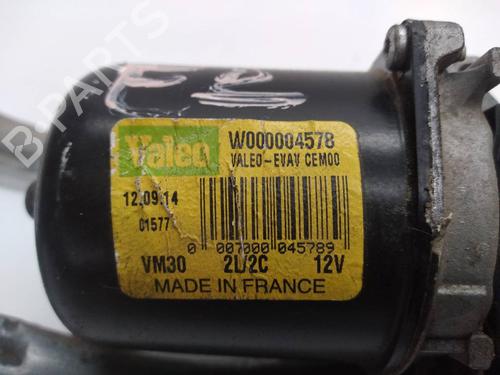 B-PARTS
Valeo
W000004578
VALEO-EVAV CEM00
12.09.14
01577
0 007000 045789
VM30 2L/2C 12V
MADE IN FRANCE